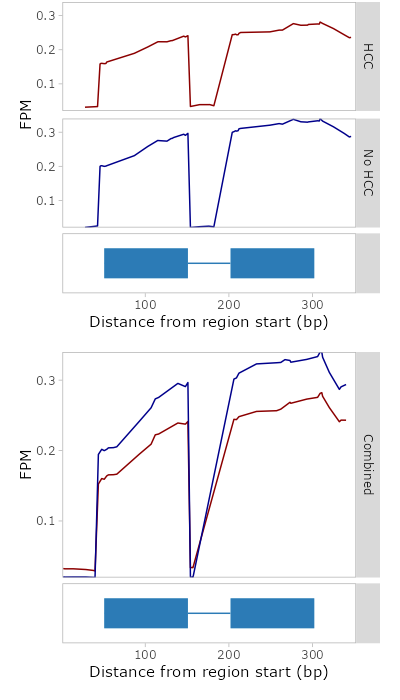 0.3
0.2
0.1
HCC
FPM
0.3
0.2
0.1
No HCC
100 200 300
Distance from region start (bp)
0.3
0.2
0.1
FPM
Combined
100 200 300
Distance from region start (bp)